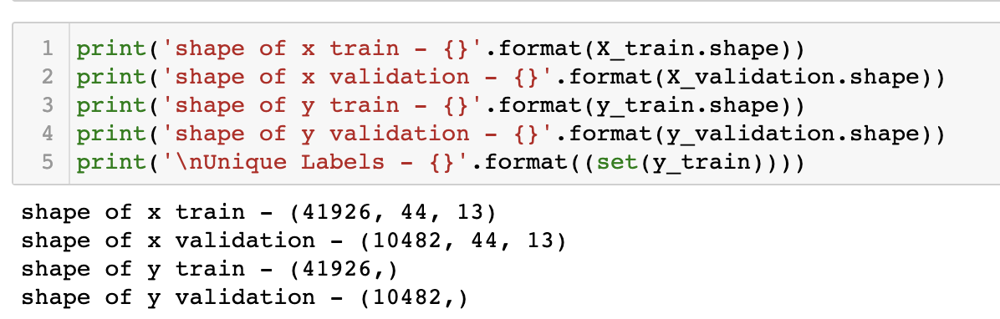 1 print('shape of x train - {}'.format(X_train.shape))
2 print('shape of x validation - {}'.format(X_validation.shape))
3 print('shape of y train - {}'.format(y_train.shape))
4 print('shape of y validation - {}'.format(y_validation.shape))
5 print('\nUnique Labels - {}'.format((set(y_train))))
shape of x train - (41926, 44, 13)
shape of x validation - (10482, 44, 13)
shape of y train - (41926,)
shape of y validation - (10482,)